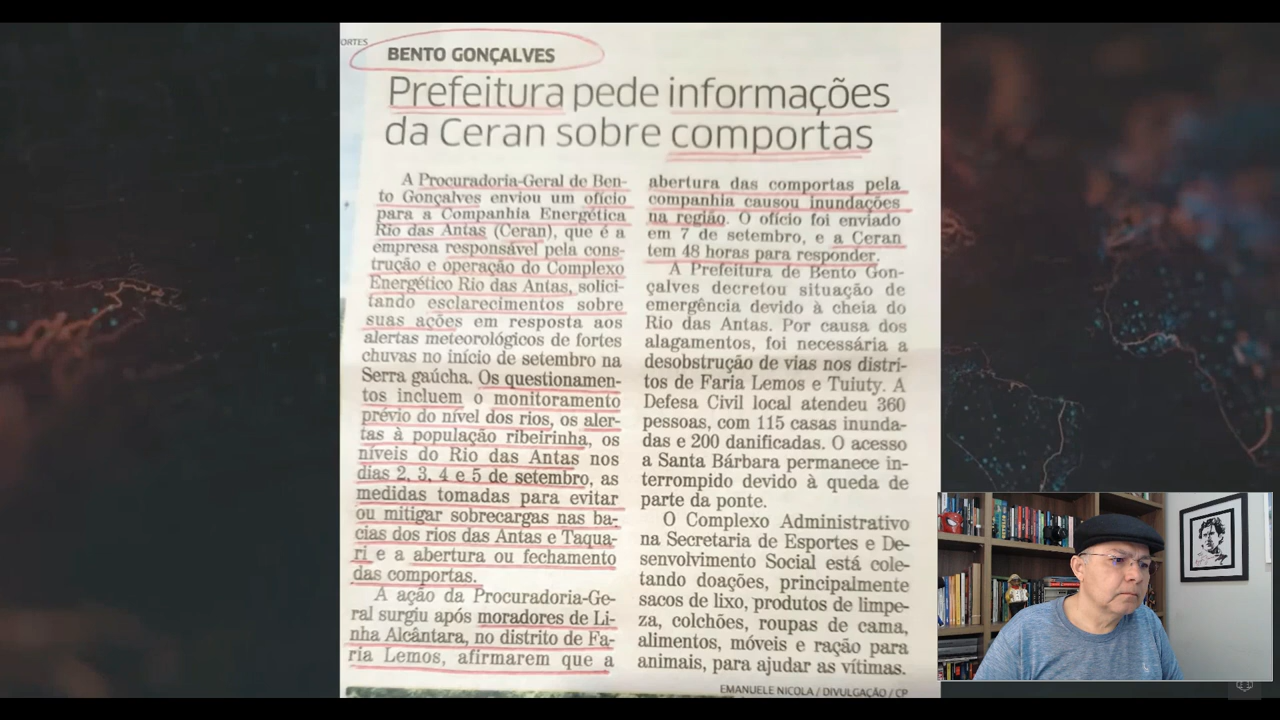 ORTES
BENTO GONÇALVES
Prefeitura pede informações
da Ceran sobre comportas
A Procuradoria-Geral de Ben-
to Gonçalves enviou um ofício
para a Companhia Energética
Rio das Antas (Ceran), que é a
empresa responsável pela cons-
trução e operação do Complexo
Energético Rio das Antas, solici-
tando esclarecimentos sobre
suas ações em resposta aos
alertas meteorológicos de fortes
chuvas no início de setembro na
Serra gaúcha. Os questionamen-
tos incluem o monitoramento
prévio do nível dos rios, os aler-
tas à população ribeirinha, os
níveis do Rio das Antas nos
dias 2, 3, 4 e 5 de setembro, as
medidas tomadas para evitar
ou mitigar sobrecargas nas ba-
cias dos rios das Antas e Taqua-
ri e a abertura ou fechamento
das comportas.
A ação da Procuradoria-Ge-
ral surgiu após moradores de Li-
nha Alcântara, no distrito de Fa-
ria Lemos, afirmarem que a
abertura das comportas pela
companhia causou inundações
na região. O ofício foi enviado
em 7 de setembro, e a Ceran
tem 48 horas para responder.
A Prefeitura de Bento Gon-
çalves decretou situação de
emergência devido à cheia do
Rio das Antas. Por causa dos
alagamentos, foi necessária a
desobstrução de vias nos distri-
tos de Faria Lemos e Tuiuty. A
Defesa Civil local atendeu 360
pessoas, com 115 casas inunda-
das e 200 danificadas. O acesso
a Santa Bárbara permanece in-
terrompido devido à queda de
parte da ponte.
O Complexo Administrativo
na Secretaria de Esportes e De-
senvolvimento Social está cole-
tando doações, principalmente
sacos de lixo, produtos de limpe-
za, colchões, roupas de cama,
alimentos, móveis e ração para
animais, para ajudar as vítimas.
EMANUELE NICOLA / DIVULGAÇÃO / CP